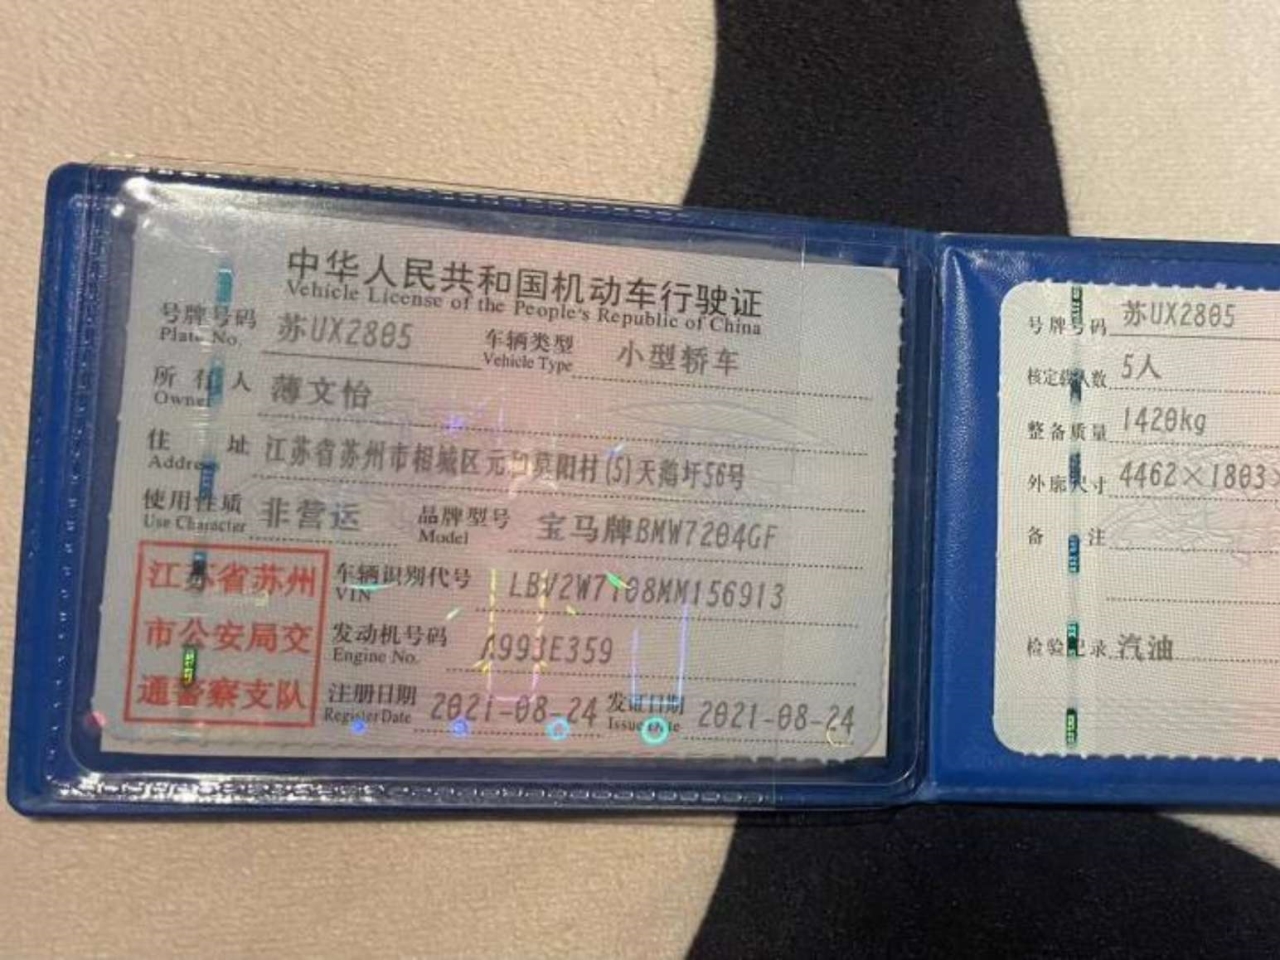 中华人民共和国机动车行驶证
Vehicle License of the People's Republic of China
号牌号码 苏UX2805 车辆类型 小型轿车
Plate No. Vehicle Type
所有人 薄文怡
Owner
住址 江苏省苏州市相城区元和莫阳村(5)天鹅圩56号
Address
使用性质 非营运 品牌型号 宝马牌BMW7204GF
Use Character Model
江苏省苏州
市公安局交
通警察支队
车辆识别代号 LBV2W7108MM156913
VIN
发动机号码 A993E359
Engine No.
注册日期 2021-08-24 发证日期 2021-08-24
Register Date Issue Date
号牌号码 苏UX2805
核定载人数 5人
整备质量 1420kg
外廓尺寸 4462×1803×
备注
检验记录 汽油